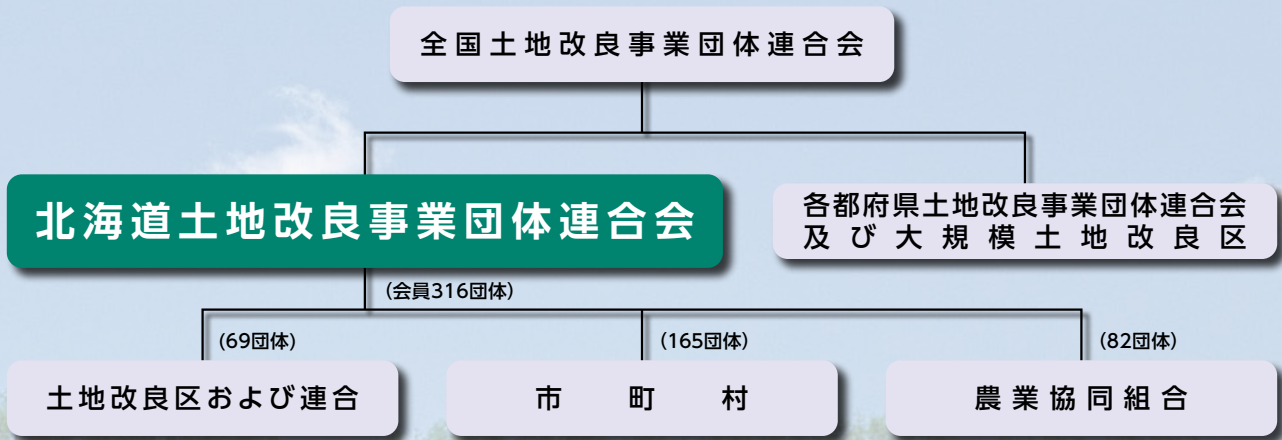 全国土地改良事業団体連合会
北海道土地改良事業団体連合会
各都府県土地改良事業団体連合会
及び大規模土地改良区
(会員316団体)
(69団体)
(165団体)
(82団体)
土地改良区および連合
市町村
農業協同組合